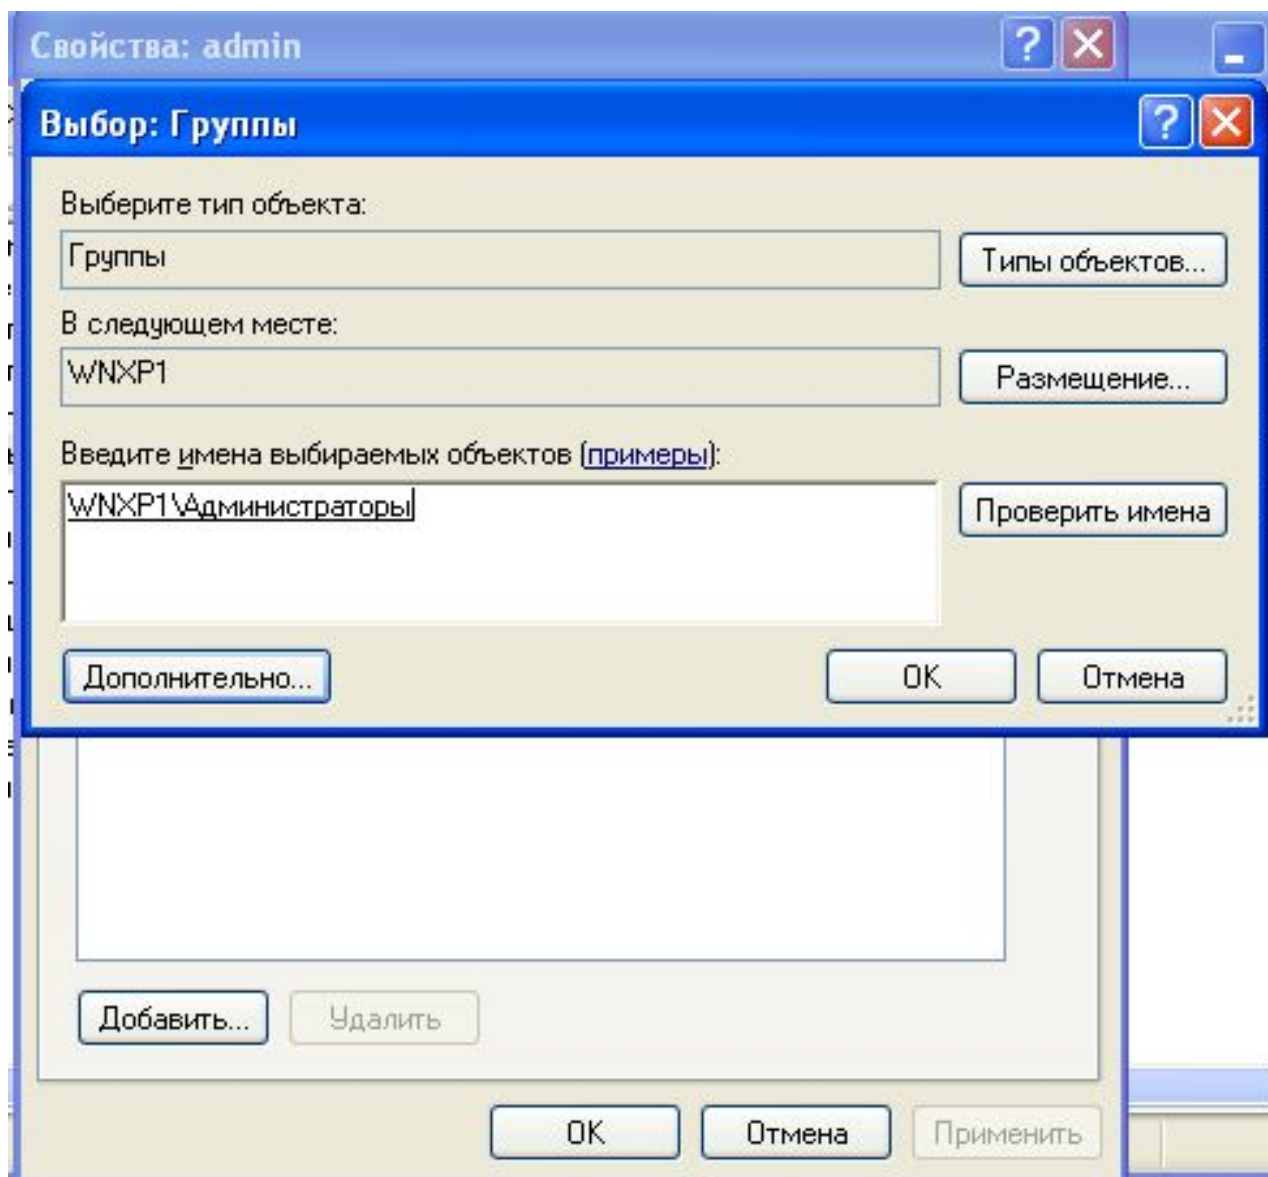 Свойства: admin
Выбор: Группы
Выберите тип объекта:
Группы
Типы объектов...
В следующем месте:
WNXP1
Размещение...
Введите имена выбираемых объектов (примеры):
WNXP1\Администраторы
Проверить имена
Дополнительно...
OK
Отмена
Добавить...
Удалить
OK
Отмена
Применить